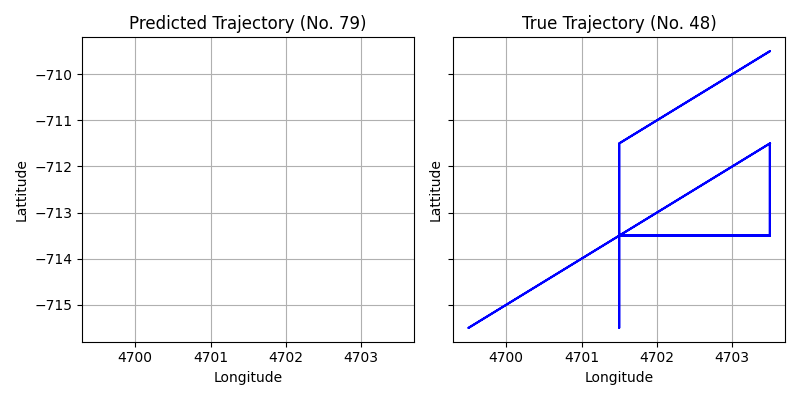 Predicted Trajectory (No. 79)
Lattitude
−710
−711
−712
−713
−714
−715
4700 4701 4702 4703
Longitude
True Trajectory (No. 48)
Lattitude
4700 4701 4702 4703
Longitude